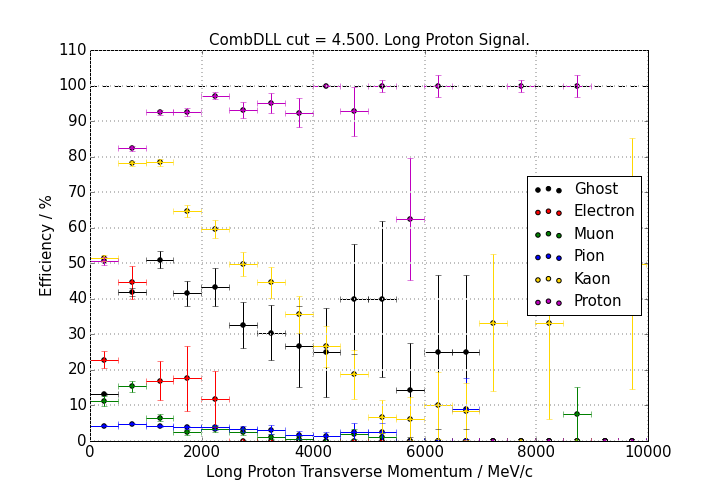 CombDLL cut = 4.500. Long Proton Signal.
110
100
90
80
70
60
50
40
30
20
10
0
Efficiency / %
Ghost
Electron
Muon
Pion
Kaon
Proton
0 2000 4000 6000 8000 10000
Long Proton Transverse Momentum / MeV/c